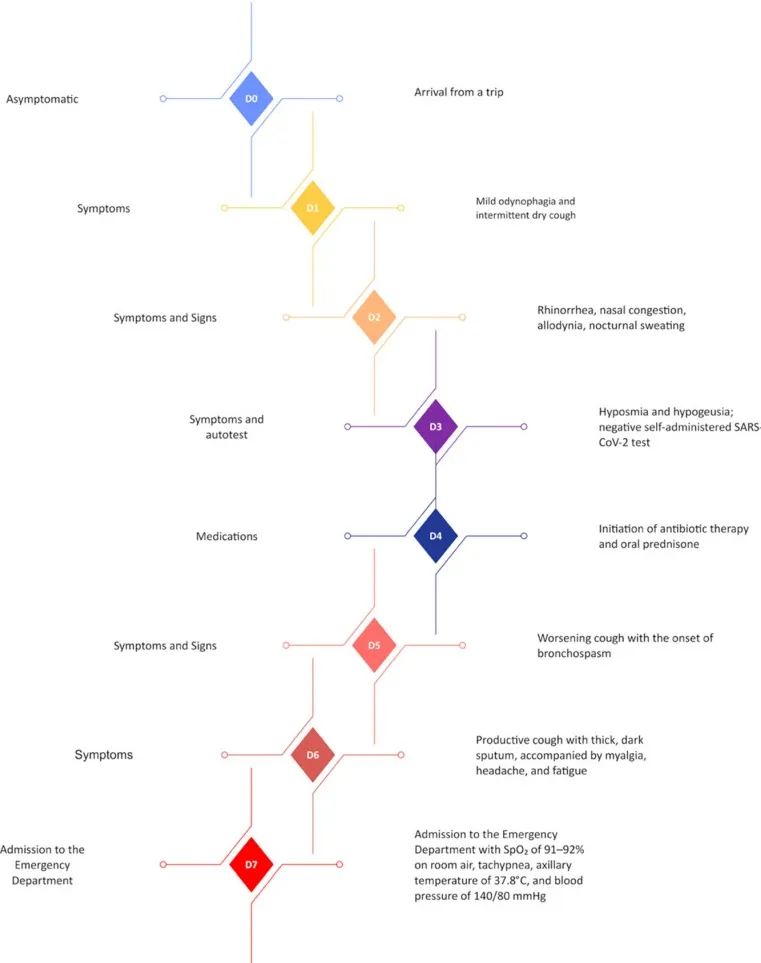 Asymptomatic
D0
Arrival from a trip
Symptoms
D1
Mild odynophagia and
intermittent dry cough
Symptoms and Signs
D2
Rhinorrhea, nasal congestion,
allodynia, nocturnal sweating
Symptoms and
autotest
D3
Hyposmia and hypogeusia;
negative self-administered SARS-
CoV-2 test
Medications
D4
Initiation of antibiotic therapy
and oral prednisone
Symptoms and Signs
D5
Worsening cough with the onset of
bronchospasm
Symptoms
D6
Productive cough with thick, dark
sputum, accompanied by myalgia,
headache, and fatigue
Admission to the
Emergency
Department
D7
Admission to the Emergency
Department with SpO₂ of 91–92%
on room air, tachypnea, axillary
temperature of 37.8°C, and blood
pressure of 140/80 mmHg